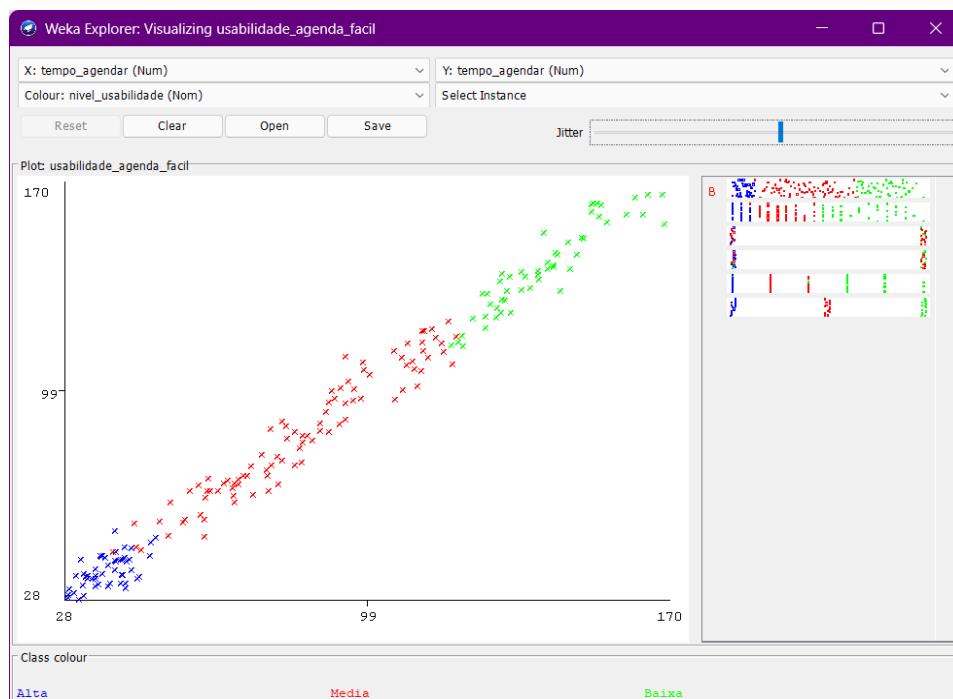 Weka Explorer: Visualizing usabilidade_agenda_facil
X: tempo_agendar (Num)
Y: tempo_agendar (Num)
Colour: nivel_usabilidade (Nom)
Select Instance
Reset
Clear
Open
Save
Jitter
Plot: usabilidade_agenda_facil
170
99
28
28
99
170
B
Class colour
Alta
Media
Baixa